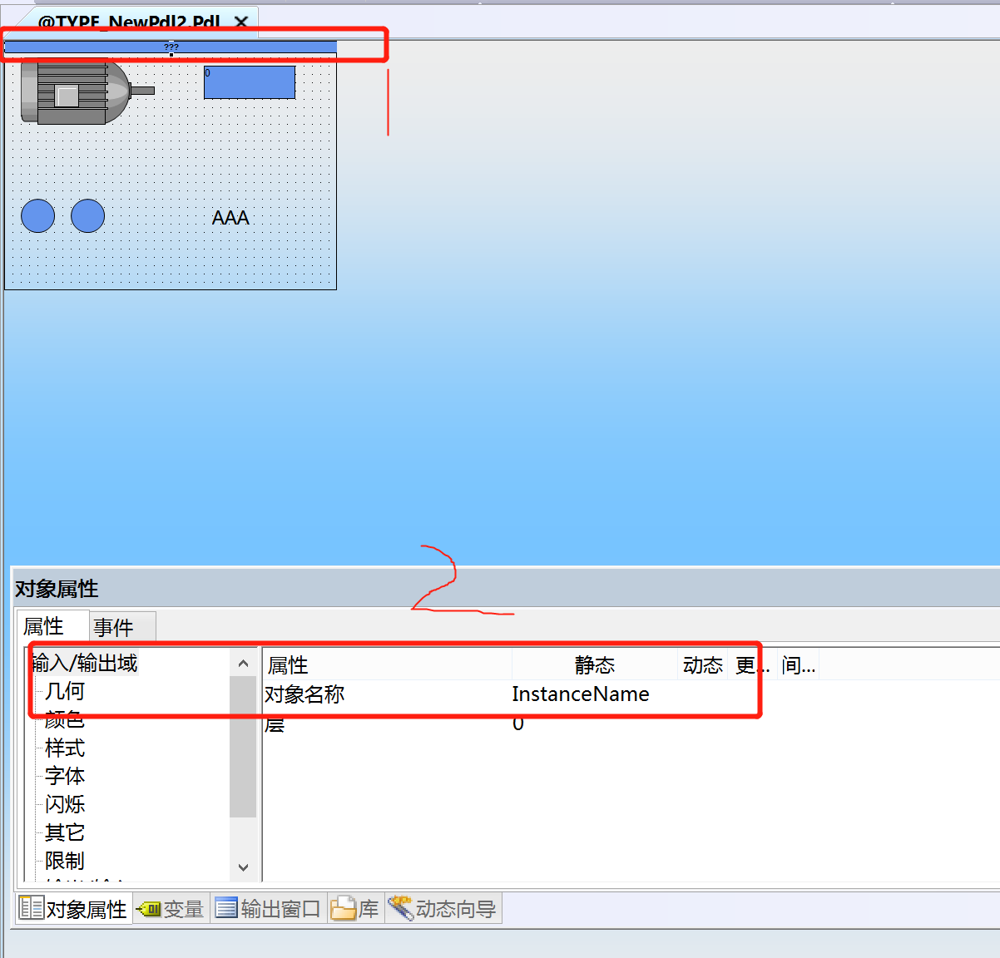 @TYPE_NewPdl2.Pdl
???
0
1
AAA
2
对象属性
属性 事件
输入/输出域
几何
颜色
样式
字体
闪烁
其它
限制
属性 静态 动态 更... 间...
对象名称 InstanceName
层 0
对象属性 变量 输出窗口 库 动态向导